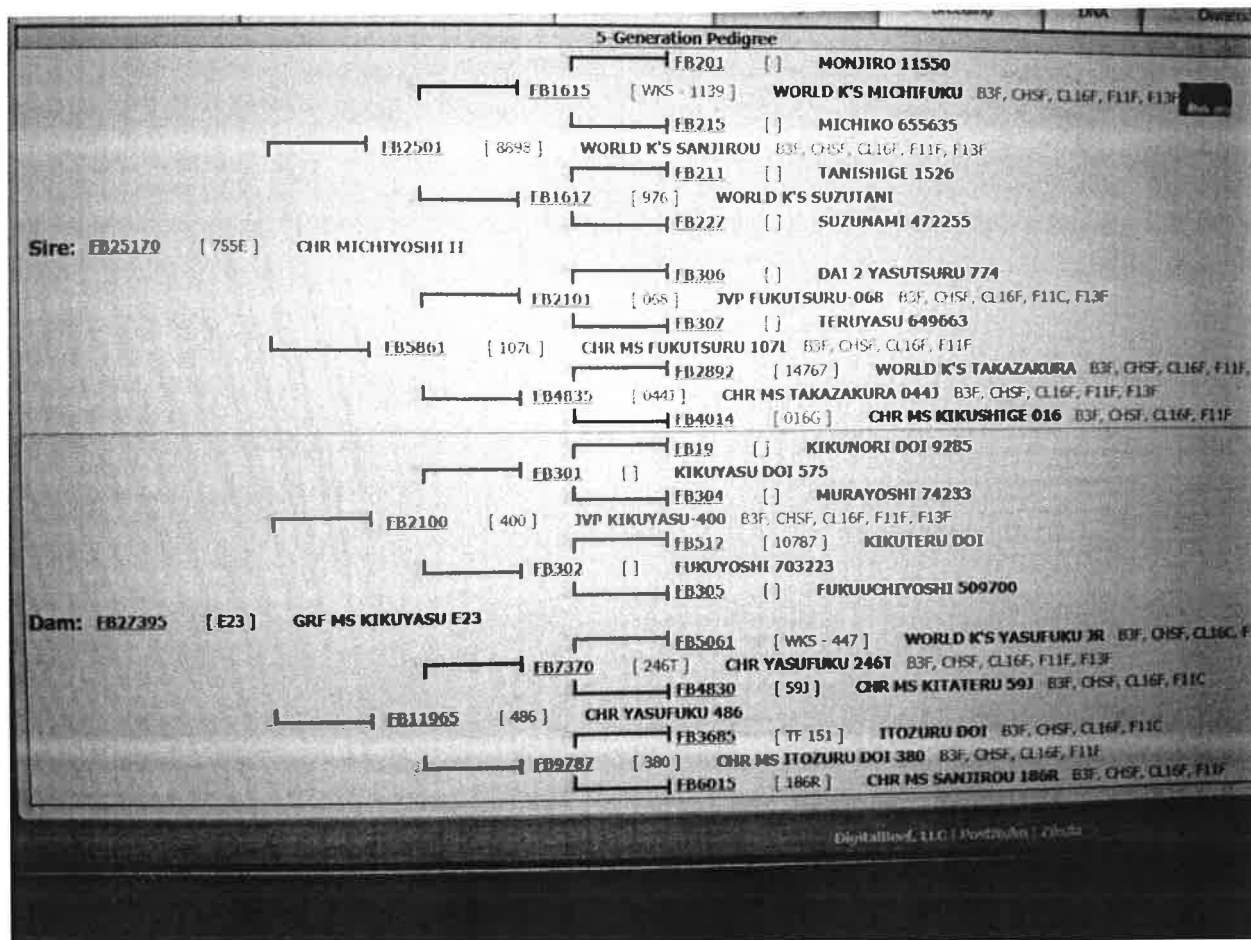 Breeding DNA
5-Generation Pedigree
FB201 [ ] MONJIRO 11550
FB1615 [ WKS - 1139 ] WORLD K'S MICHIFUKU B3F, CHSF, CL16F, F11F, F13F
FB215 [ ] MICHIKO 655635
FB2501 [ 8898 ] WORLD K'S SANJIROU B3F, CHSF, CL16F, F11F, F13F
FB211 [ ] TANISHIGE 1526
FB1617 [ 976 ] WORLD K'S SUZUTANI
FB227 [ ] SUZUNAMI 472255
Sire: FB25170 [ 755E ] CHR MICHIYOSHI II
FB306 [ ] DAI 2 YASUTSURU 774
FB2101 [ 068 ] JVP FUKUTSURU-068 B3F, CHSF, CL16F, F11C, F13F
FB307 [ ] TERUYASU 649663
FB5861 [ 107L ] CHR MS FUKUTSURU 107L B3F, CHSF, CL16F, F11F
FB2892 [ 14767 ] WORLD K'S TAKAZAKURA B3F, CHSF, CL16F, F11F,
FB4835 [ 044J ] CHR MS TAKAZAKURA 044J B3F, CHSF, CL16F, F11F, F13F
FB4014 [ 016G ] CHR MS KIKUSHIGE 016 B3F, CHSF, CL16F, F11F
FB19 [ ] KIKUNORI DOI 9285
FB301 [ ] KIKUYASU DOI 575
FB304 [ ] MURAYOSHI 74233
FB2100 [ 400 ] JVP KIKUYASU-400 B3F, CHSF, CL16F, F11F, F13F
FB512 [ 10787 ] KIKUTERU DOI
FB302 [ ] FUKUYOSHI 703223
FB305 [ ] FUKUUCHIYOSHI 509700
Dam: FB27395 [ E23 ] GRF MS KIKUYASU E23
FB5061 [ WKS - 447 ] WORLD K'S YASUFUKU JR B3F, CHSF, CL16C, F
FB7370 [ 246T ] CHR YASUFUKU 246T B3F, CHSF, CL16F, F11F, F13F
FB4830 [ 59J ] CHR MS KITATERU 59J B3F, CHSF, CL16F, F11C
FB11965 [ 486 ] CHR YASUFUKU 486
FB3685 [ TF 151 ] ITOZURU DOI B3F, CHSF, CL16F, F11C
FB9787 [ 380 ] CHR MS ITOZURU DOI 380 B3F, CHSF, CL16F, F11F
FB6015 [ 186R ] CHR MS SANJIROU 186R B3F, CHSF, CL16F, F11F
DigitalBeef, LLC |